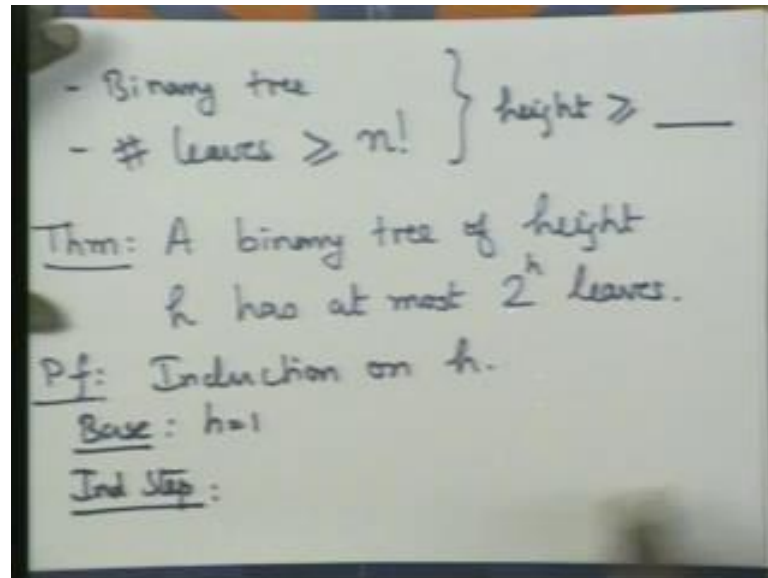 - Binary tree
- # leaves ≥ n! } height ≥ __
Thm: A binary tree of height
h has at most 2^h leaves.
Pf: Induction on h.
Base: h=1
Ind Step: